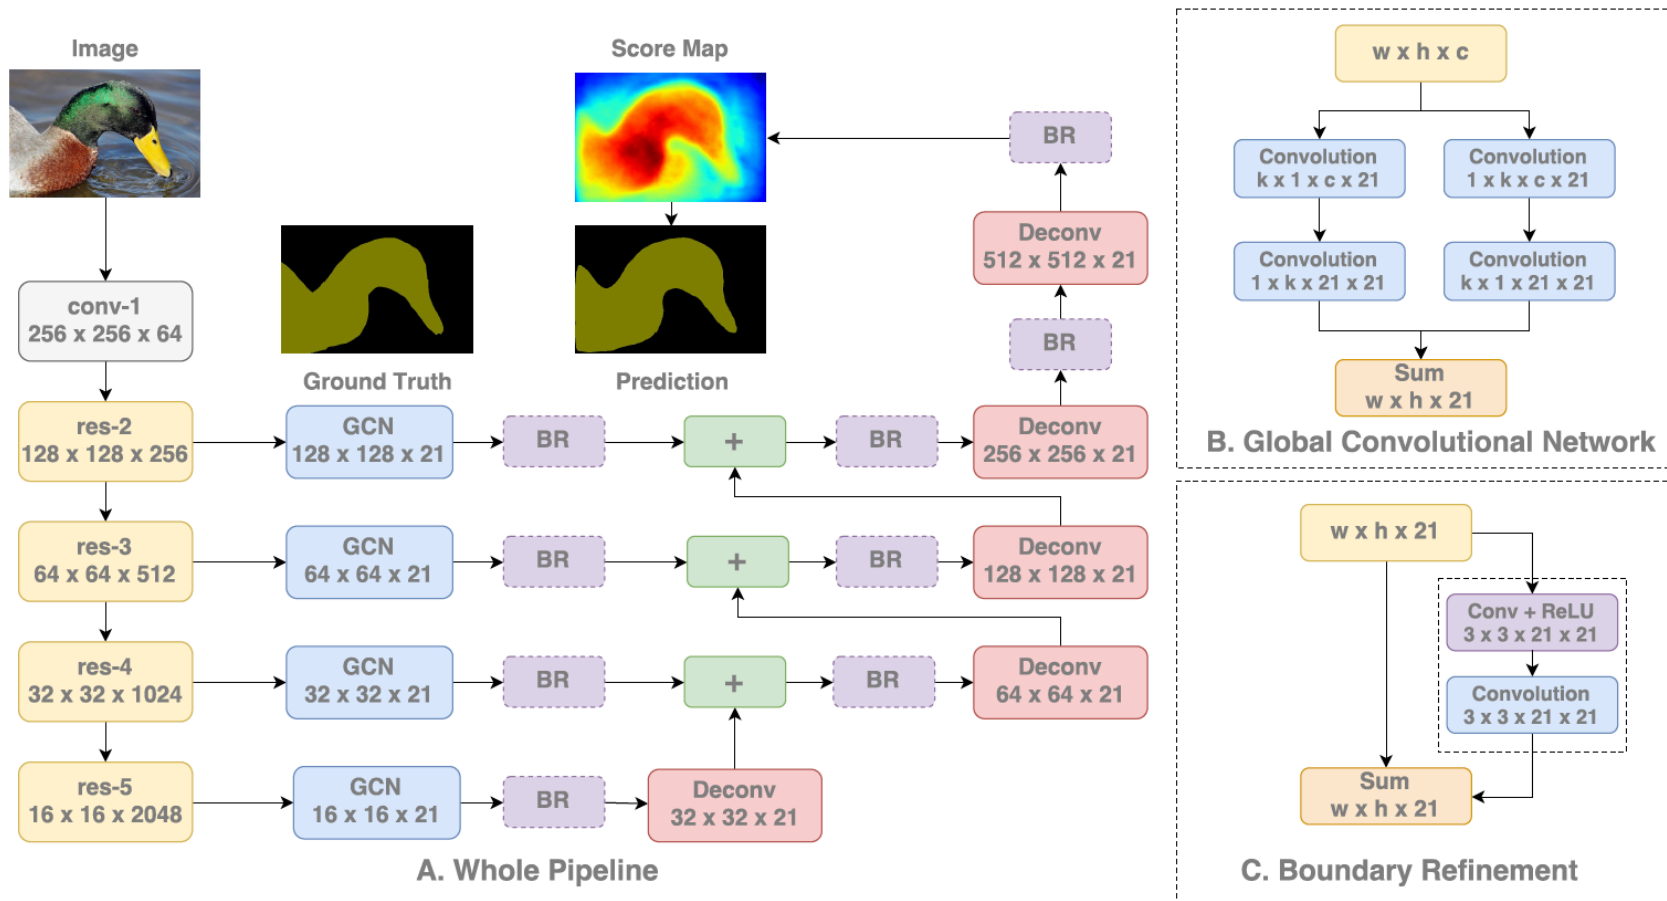 Image
Score Map
Ground Truth
Prediction
conv-1
256 x 256 x 64
res-2
128 x 128 x 256
GCN
128 x 128 x 21
BR
+
BR
Deconv
256 x 256 x 21
BR
Deconv
512 x 512 x 21
BR
res-3
64 x 64 x 512
GCN
64 x 64 x 21
BR
+
BR
Deconv
128 x 128 x 21
res-4
32 x 32 x 1024
GCN
32 x 32 x 21
BR
+
BR
Deconv
64 x 64 x 21
res-5
16 x 16 x 2048
GCN
16 x 16 x 21
BR
Deconv
32 x 32 x 21
A. Whole Pipeline
w x h x c
Convolution
k x 1 x c x 21
Convolution
1 x k x c x 21
Convolution
1 x k x 21 x 21
Convolution
k x 1 x 21 x 21
Sum
w x h x 21
B. Global Convolutional Network
w x h x 21
Conv + ReLU
3 x 3 x 21 x 21
Convolution
3 x 3 x 21 x 21
Sum
w x h x 21
C. Boundary Refinement